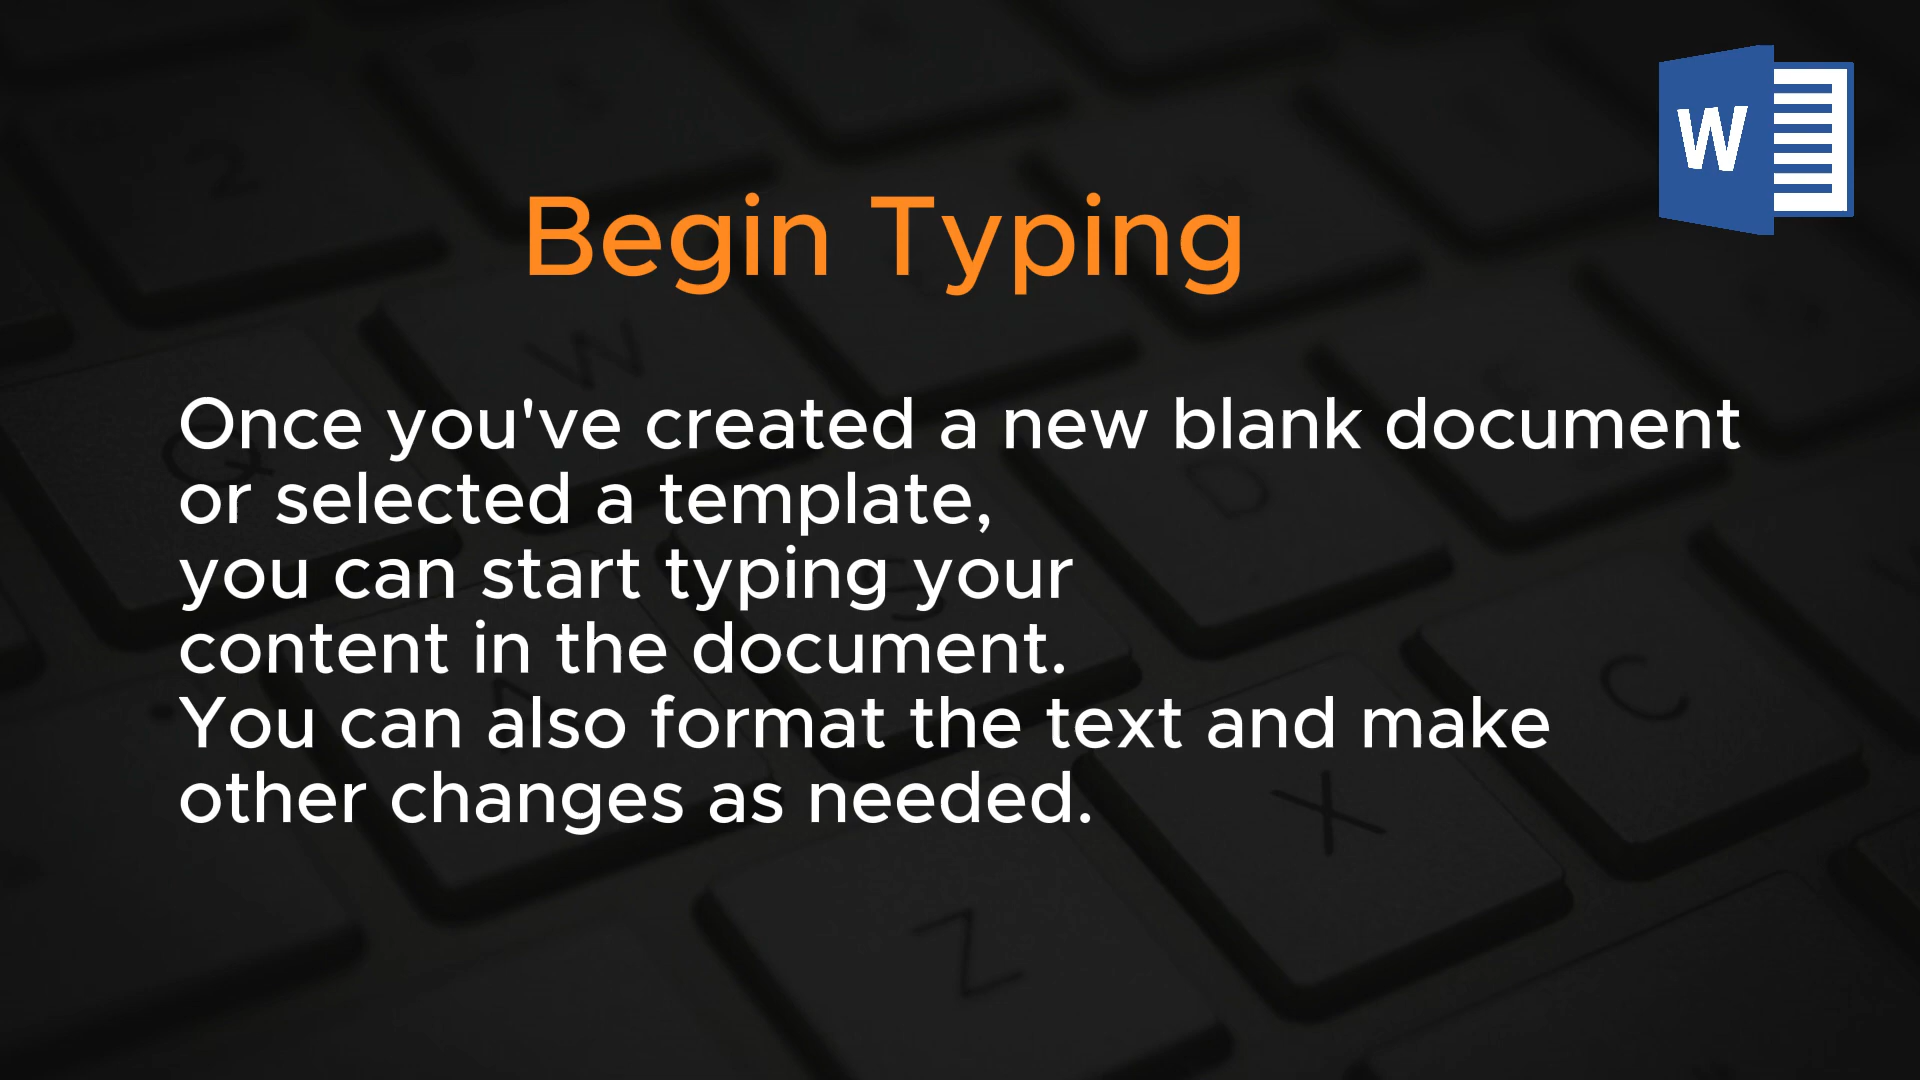 W
Begin Typing
Once you've created a new blank document
or selected a template,
you can start typing your
content in the document.
You can also format the text and make
other changes as needed.
2
W
Q
D
S
A
C
X
Z